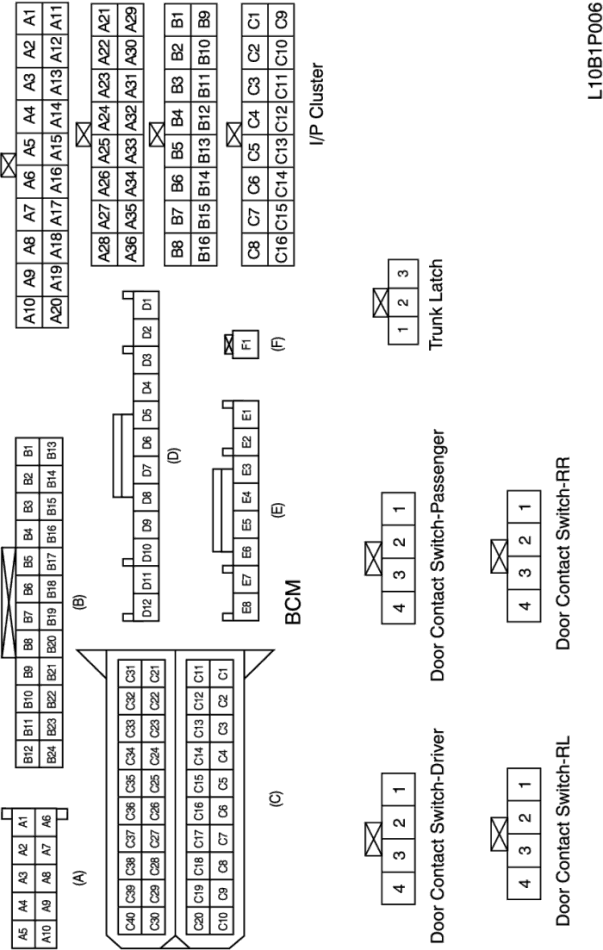 A5 A4 A3 A2 A1
A10 A9 A8 A7 A6
(A)
B12 B11 B10 B9 B8 B7 B6 B5 B4 B3 B2 B1
B24 B23 B22 B21 B20 B19 B18 B17 B16 B15 B14 B13
(B)
C40 C39 C38 C37 C36 C35 C34 C33 C32 C31
C30 C29 C28 C27 C26 C25 C24 C23 C22 C21
C20 C19 C18 C17 C16 C15 C14 C13 C12 C11
C10 C9 C8 C7 C6 C5 C4 C3 C2 C1
(C)
D12 D11 D10 D9 D8 D7 D6 D5 D4 D3 D2 D1
(D)
E8 E7 E6 E5 E4 E3 E2 E1
(E)
F1
(F)
BCM
A10 A9 A8 A7 A6 A5 A4 A3 A2 A1
A20 A19 A18 A17 A16 A15 A14 A13 A12 A11
A28 A27 A26 A25 A24 A23 A22 A21
A36 A35 A34 A33 A32 A31 A30 A29
B8 B7 B6 B5 B4 B3 B2 B1
B16 B15 B14 B13 B12 B11 B10 B9
C8 C7 C6 C5 C4 C3 C2 C1
C16 C15 C14 C13 C12 C11 C10 C9
I/P Cluster
4 3 2 1
Door Contact Switch-Driver
4 3 2 1
Door Contact Switch-Passenger
1 2 3
Trunk Latch
4 3 2 1
Door Contact Switch-RL
4 3 2 1
Door Contact Switch-RR
L10B1P006